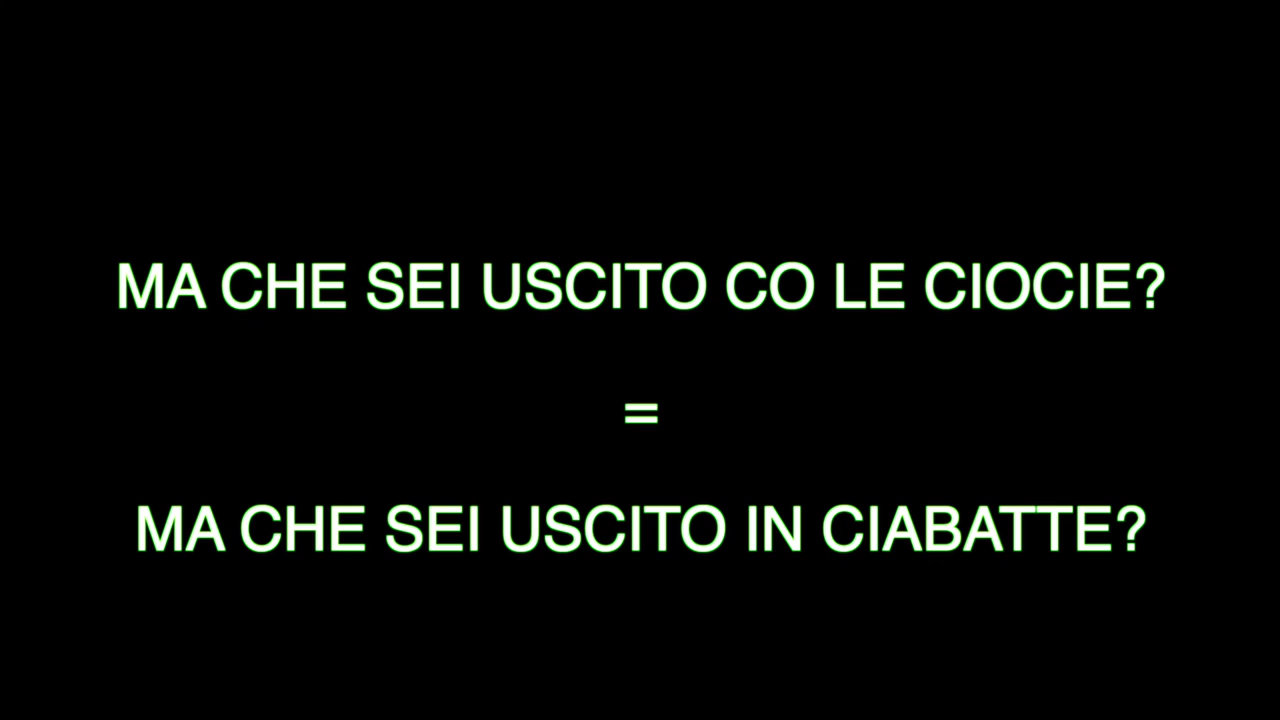 MA CHE SEI USCITO CO LE CIOCIE?
=
MA CHE SEI USCITO IN CIABATTE?